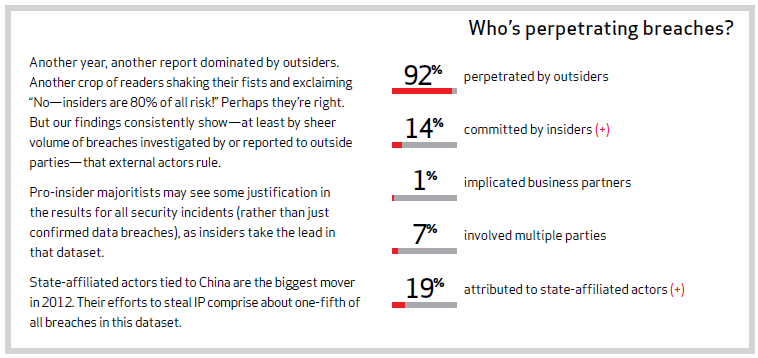 Who's perpetrating breaches?
Another year, another report dominated by outsiders.
Another crop of readers shaking their fists and exclaiming
“No—insiders are 80% of all risk!” Perhaps they're right.
But our findings consistently show—at least by sheer
volume of breaches investigated by or reported to outside
parties—that external actors rule.
Pro-insider majoritists may see some justification in
the results for all security incidents (rather than just
confirmed data breaches), as insiders take the lead in
that dataset.
State-affiliated actors tied to China are the biggest mover
in 2012. Their efforts to steal IP comprise about one-fifth of
all breaches in this dataset.
92% perpetrated by outsiders
14% committed by insiders (+)
1% implicated business partners
7% involved multiple parties
19% attributed to state-affiliated actors (+)